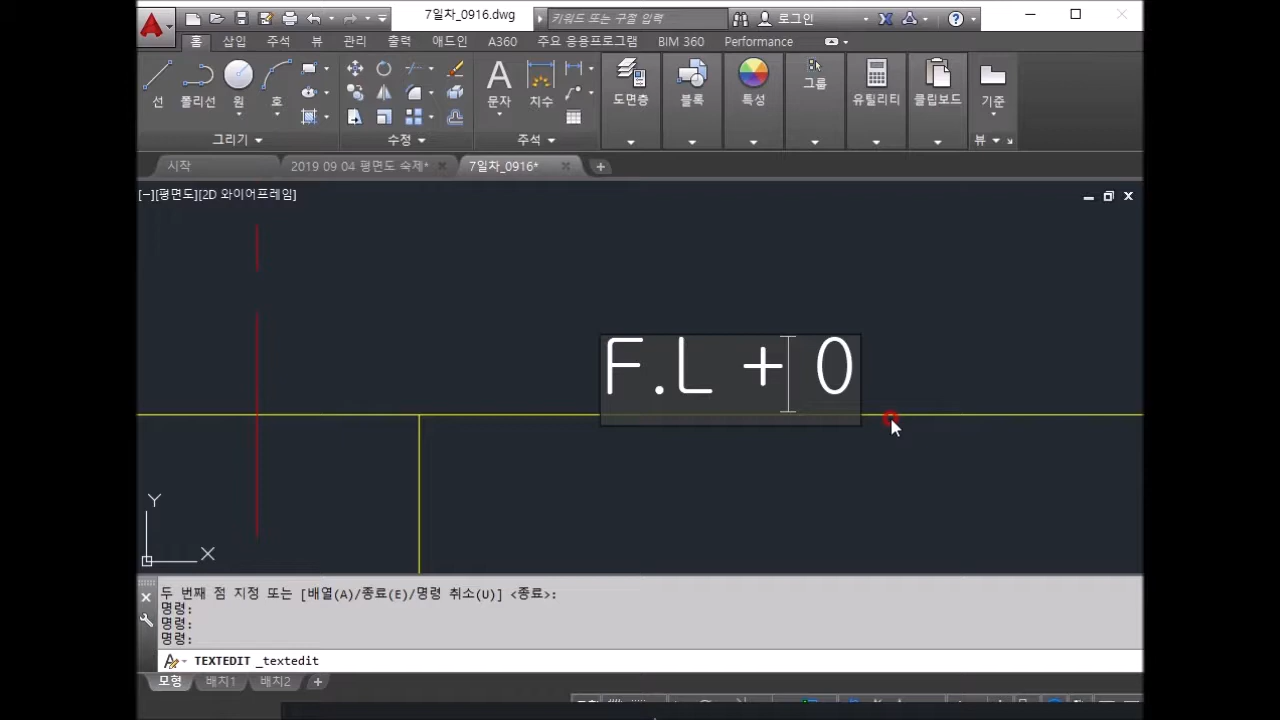 7일차_0916.dwg
키워드 또는 구절 입력
로그인
홈 삽입 주석 뷰 관리 출력 애드인 A360 주요 응용프로그램 BIM 360 Performance
선 폴리선 원 호 문자 치수 도면층 블록 특성 그룹 유틸리티 클립보드 기준
그리기 수정 주석 뷰
시작 2019 09 04 평면도 숙제* 7일차_0916*
[–][평면도][2D 와이어프레임]
F.L + 0
Y
X
두 번째 점 지정 또는 [배열(A)/종료(E)/명령 취소(U)] <종료>:
명령:
명령:
명령:
TEXTEDIT _textedit
모형 배치1 배치2 +